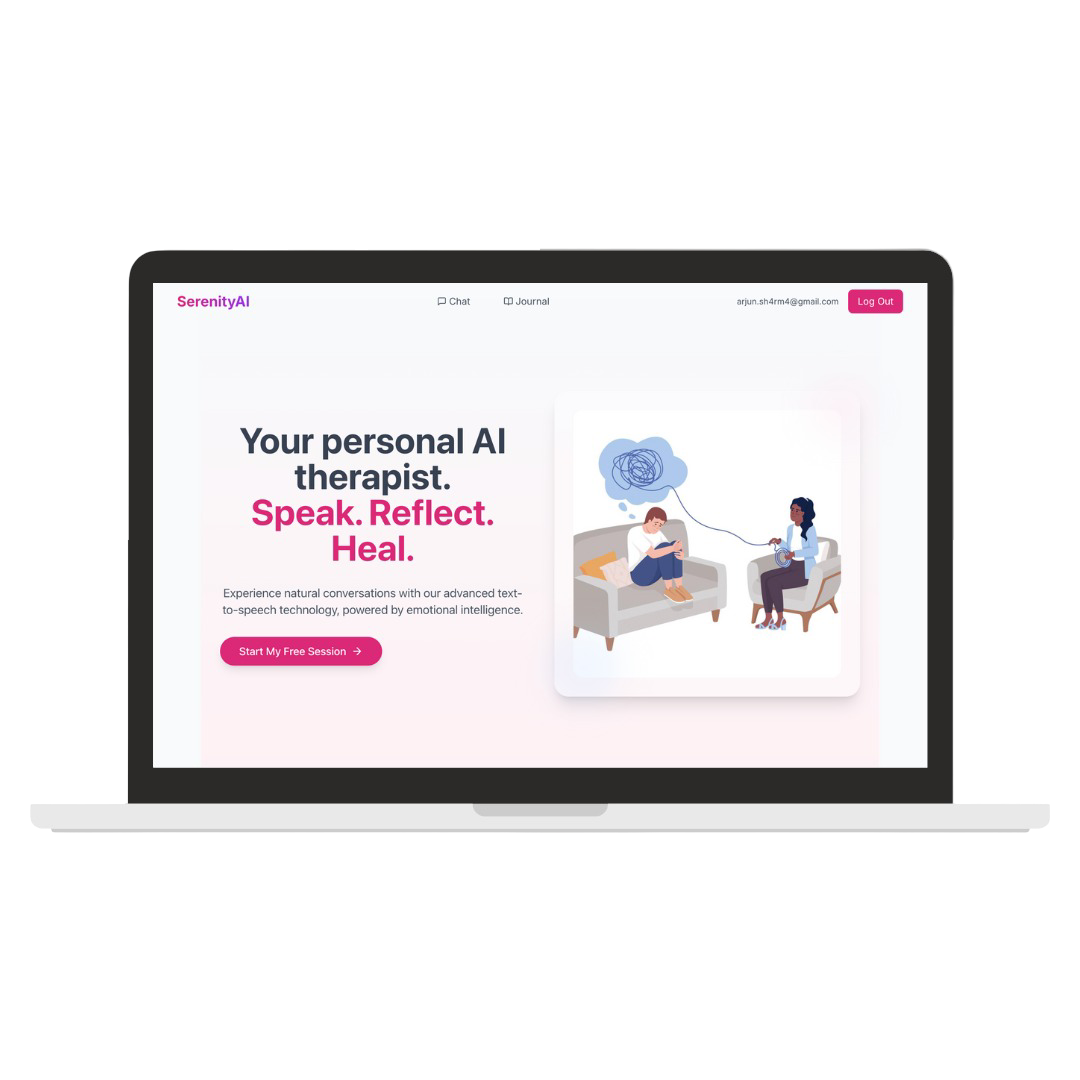 SerenityAI
Chat
Journal
arjun.sh4rm4@gmail.com
Log Out
Your personal AI
therapist.
Speak. Reflect.
Heal.
Experience natural conversations with our advanced text-
to-speech technology, powered by emotional intelligence.
Start My Free Session →